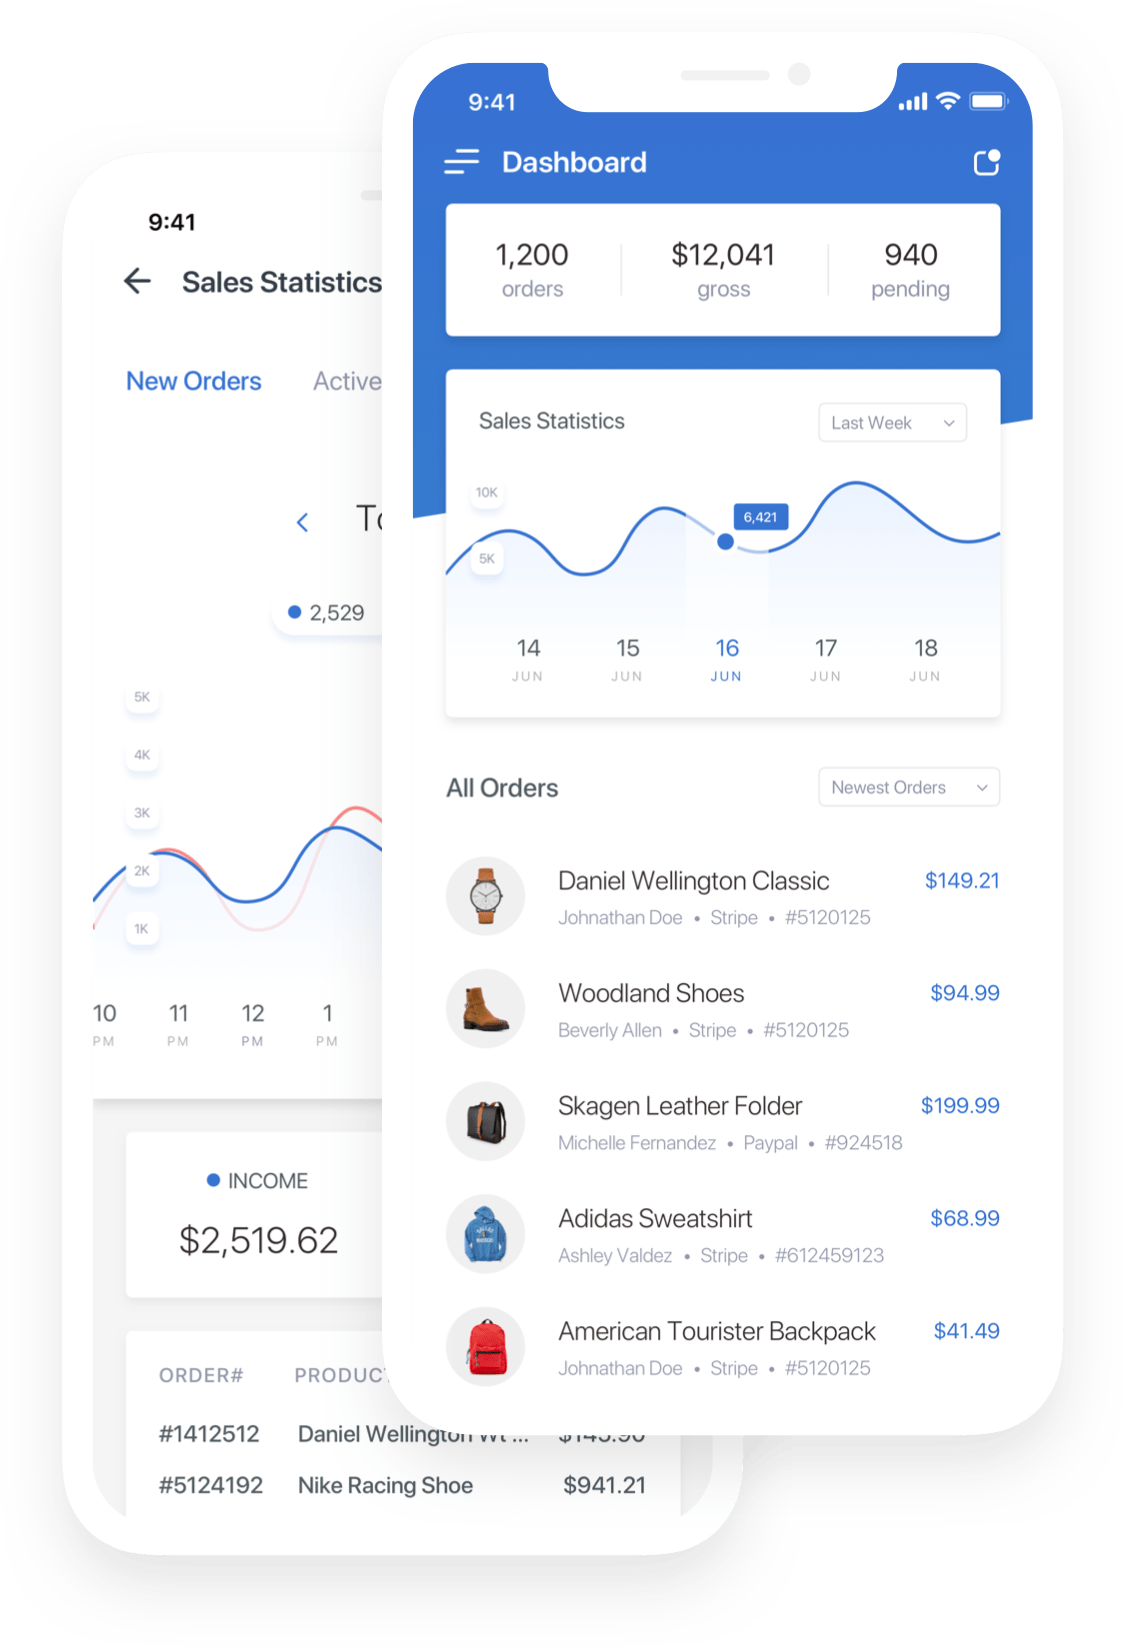 9:41
Dashboard
1,200 $12,041 940
orders gross pending
Sales Statistics Last Week
10K
6,421
5K
14 15 16 17 18
JUN JUN JUN JUN JUN
All Orders Newest Orders
Daniel Wellington Classic $149.21
Johnathan Doe • Stripe • #5120125
Woodland Shoes $94.99
Beverly Allen • Stripe • #5120125
Skagen Leather Folder $199.99
Michelle Fernandez • Paypal • #924518
Adidas Sweatshirt $68.99
Ashley Valdez • Stripe • #612459123
American Tourister Backpack $41.49
Johnathan Doe • Stripe • #5120125
9:41
Sales Statistics
New Orders Active
2,529
5K
4K
3K
2K
1K
10 11 12 1
PM PM PM PM
INCOME
$2,519.62
ORDER# PRODUC
#1412512 Daniel Wellington Wt ...
#5124192 Nike Racing Shoe $941.21